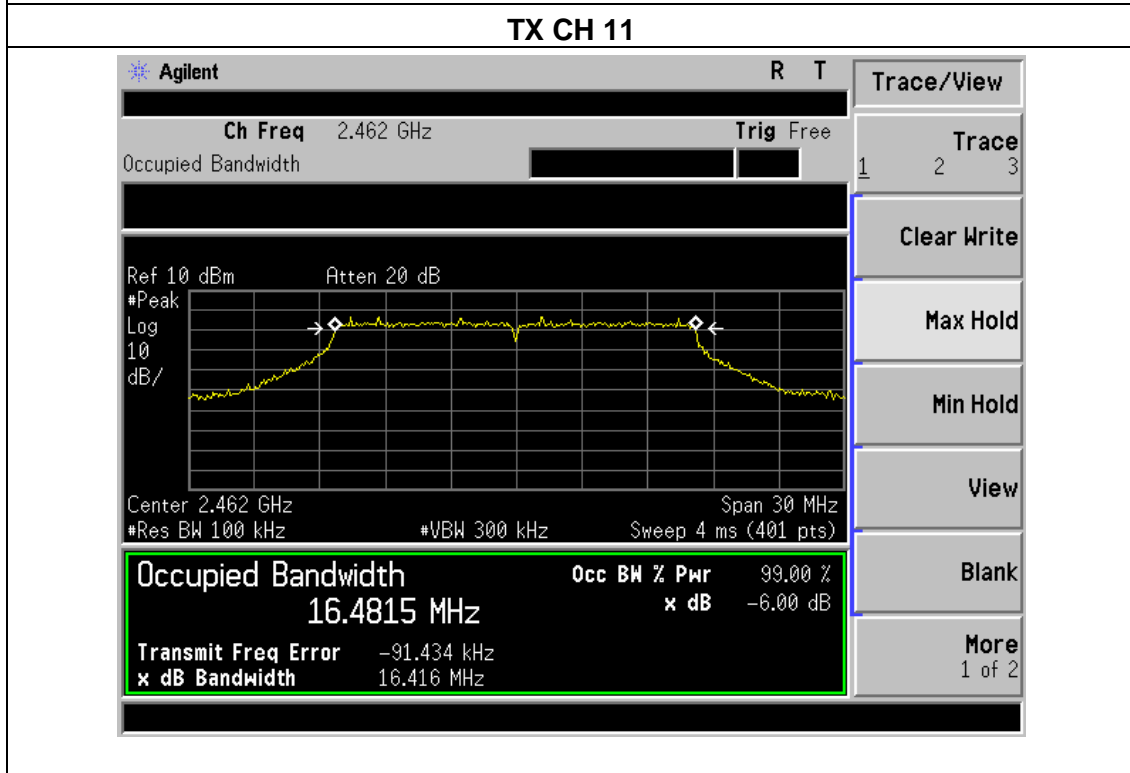 TX CH 11
Agilent R T
Trace/View
Ch Freq 2.462 GHz Trig Free
Occupied Bandwidth
Trace
1 2 3
Clear Write
Ref 10 dBm Atten 20 dB
#Peak
Log
10
dB/
Max Hold
Min Hold
View
Center 2.462 GHz Span 30 MHz
#Res BW 100 kHz #VBW 300 kHz Sweep 4 ms (401 pts)
Occupied Bandwidth Occ BW % Pwr 99.00 %
16.4815 MHz x dB -6.00 dB
Blank
Transmit Freq Error -91.434 kHz
x dB Bandwidth 16.416 MHz
More
1 of 2